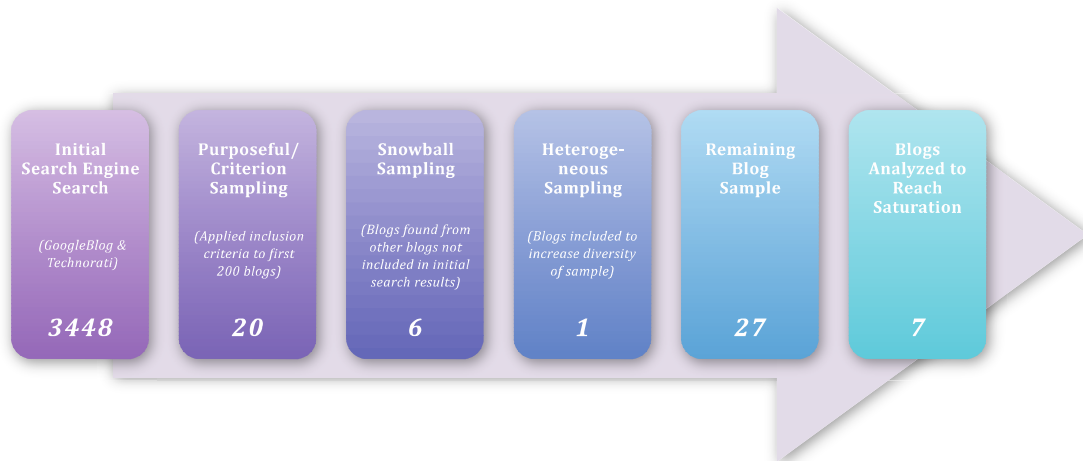 Initial
Search Engine
Search
(GoogleBlog &
Technorati)
3448
Purposeful/
Criterion
Sampling
(Applied inclusion
criteria to first
200 blogs)
20
Snowball
Sampling
(Blogs found from
other blogs not
included in initial
search results)
6
Heteroge-
neous
Sampling
(Blogs included to
increase diversity
of sample)
1
Remaining
Blog
Sample
27
Blogs
Analyzed to
Reach
Saturation
7